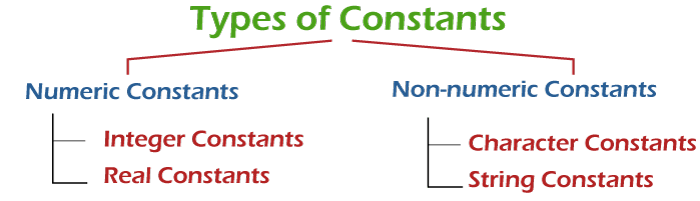 Types of Constants
Numeric Constants
Integer Constants
Real Constants
Non-numeric Constants
Character Constants
String Constants